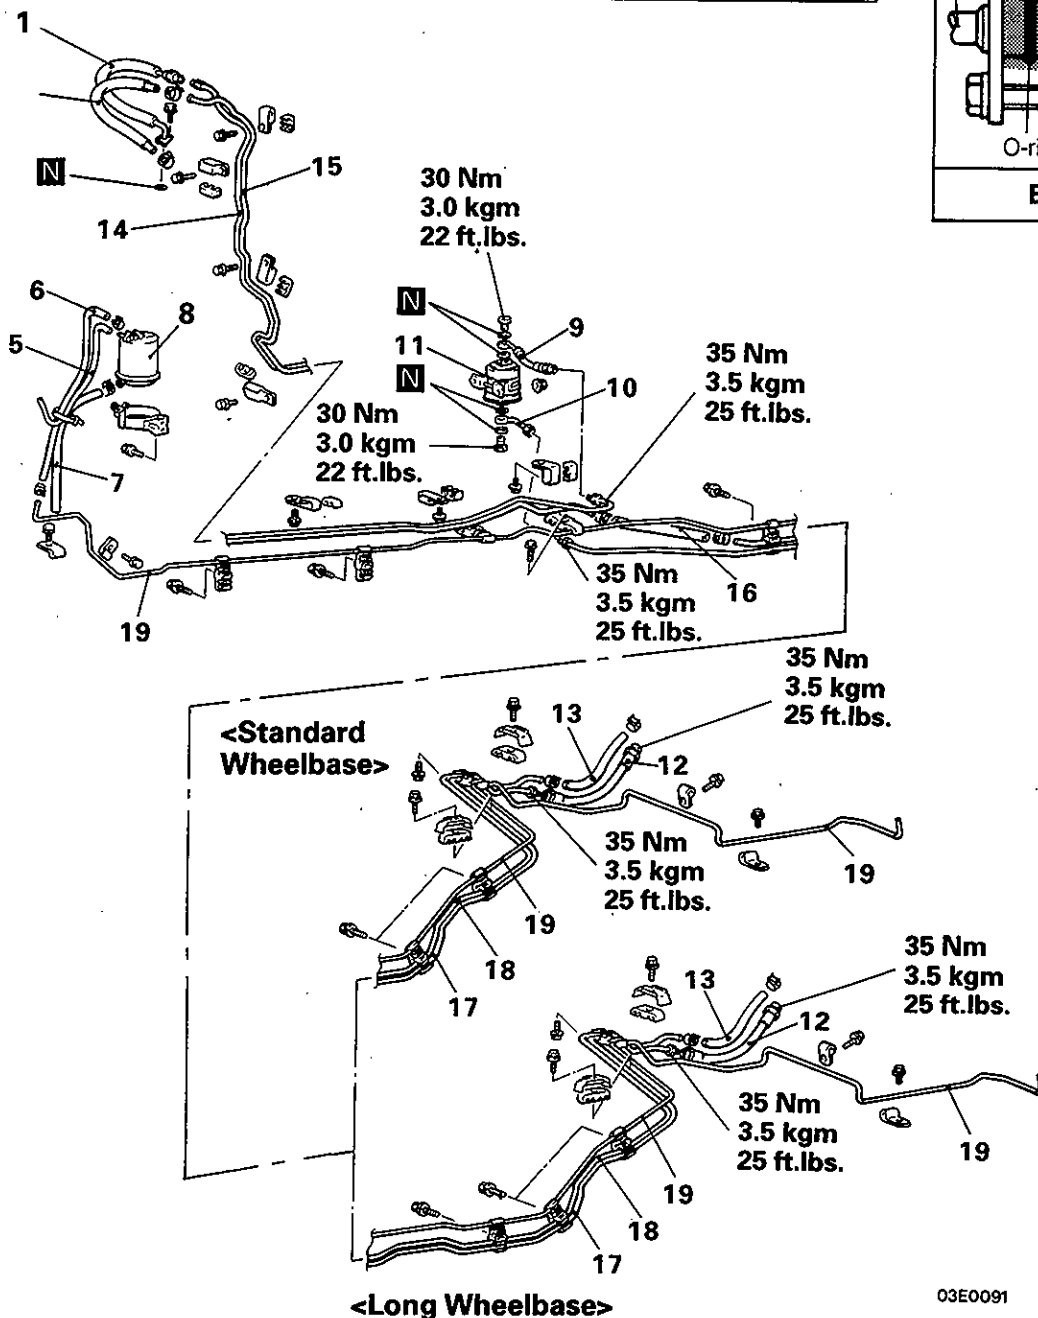 1
O-ri
E
N
15
14
30 Nm
3.0 kgm
22 ft.lbs.
6
8
5
N
9
11
N
10
35 Nm
3.5 kgm
25 ft.lbs.
30 Nm
3.0 kgm
22 ft.lbs.
7
16
35 Nm
3.5 kgm
25 ft.lbs.
19
35 Nm
3.5 kgm
25 ft.lbs.
<Standard
Wheelbase>
13
12
35 Nm
3.5 kgm
25 ft.lbs.
19
19
18
17
35 Nm
3.5 kgm
25 ft.lbs.
13
12
35 Nm
3.5 kgm
25 ft.lbs.
19
19
18
17
<Long Wheelbase>
03E0091